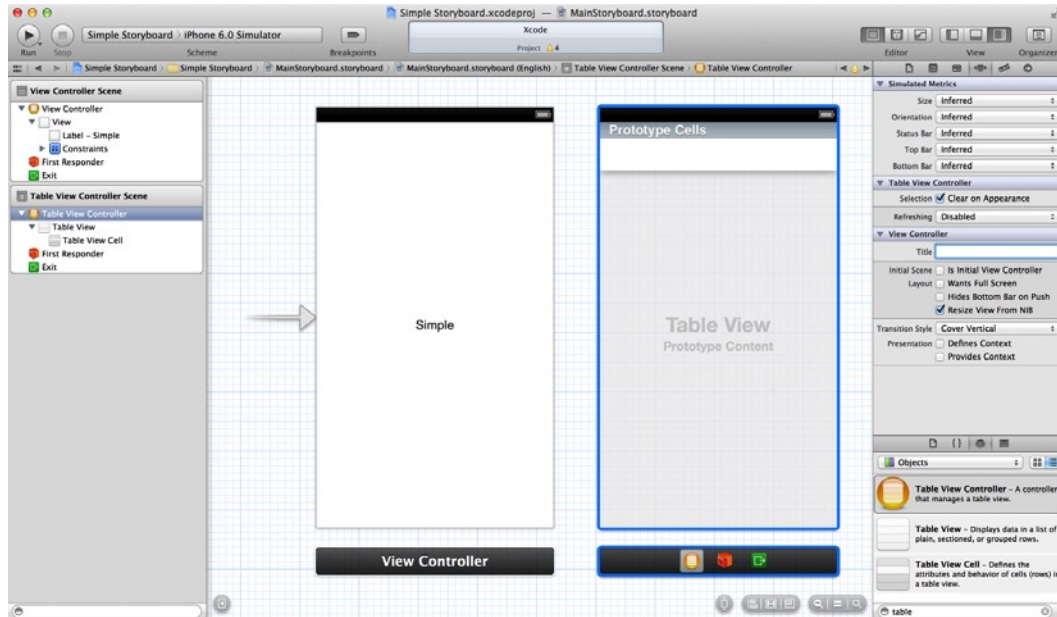 Simple Storyboard.xcodeproj — MainStoryboard.storyboard
Simple Storyboard iPhone 6.0 Simulator
Xcode
Project 4
Run Stop Scheme Breakpoints Editor View Organizer
Simple Storyboard Simple Storyboard MainStoryboard.storyboard MainStoryboard.storyboard (English) Table View Controller Scene Table View Controller
View Controller Scene
View Controller
View
Label – Simple
Constraints
First Responder
Exit
Table View Controller Scene
Table View Controller
Table View
Table View Cell
First Responder
Exit
Simple
View Controller
Prototype Cells
Table View
Prototype Content
Simulated Metrics
Size Inferred
Orientation Inferred
Status Bar Inferred
Top Bar Inferred
Bottom Bar Inferred
Table View Controller
Selection Clear on Appearance
Refreshing Disabled
View Controller
Title
Initial Scene Is Initial View Controller
Layout Wants Full Screen
Hides Bottom Bar on Push
Resize View From NIB
Transition Style Cover Vertical
Presentation Defines Context
Provides Context
Objects
Table View Controller – A controller
that manages a table view.
Table View – Displays data in a list of
plain, sectioned, or grouped rows.
Table View Cell – Defines the
attributes and behavior of cells (rows) in
a table view.
table